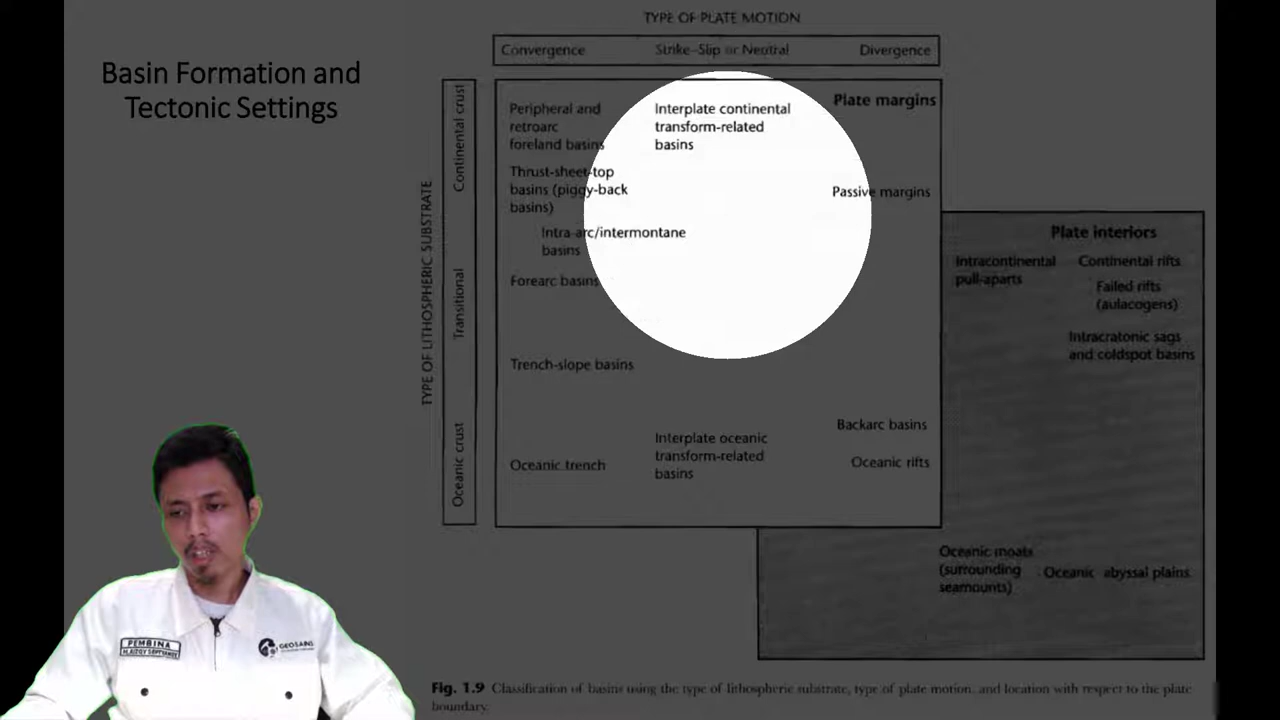 Basin Formation and
Tectonic Settings
TYPE OF PLATE MOTION
Convergence
Strike-Slip or Neutral
Divergence
TYPE OF LITHOSPHERIC SUBSTRATE
Continental crust
Transitional
Oceanic crust
Plate margins
Peripheral and
retroarc
foreland basins
Interplate continental
transform-related
basins
Thrust-sheet-top
basins (piggy-back
basins)
Passive margins
Intra-arc/intermontane
basins
Forearc basins
Trench-slope basins
Backarc basins
Interplate oceanic
transform-related
basins
Oceanic trench
Oceanic rifts
Plate interiors
Intracontinental
pull-aparts
Continental rifts
Failed rifts
(aulacogens)
Intracratonic sags
and coldspot basins
Oceanic moats
(surrounding
seamounts)
Oceanic abyssal plains
PEMBINA
GEOSAINS
Fig. 1.9 Classification of basins using the type of lithospheric substrate, type of plate motion, and location with respect to the plate
boundary.